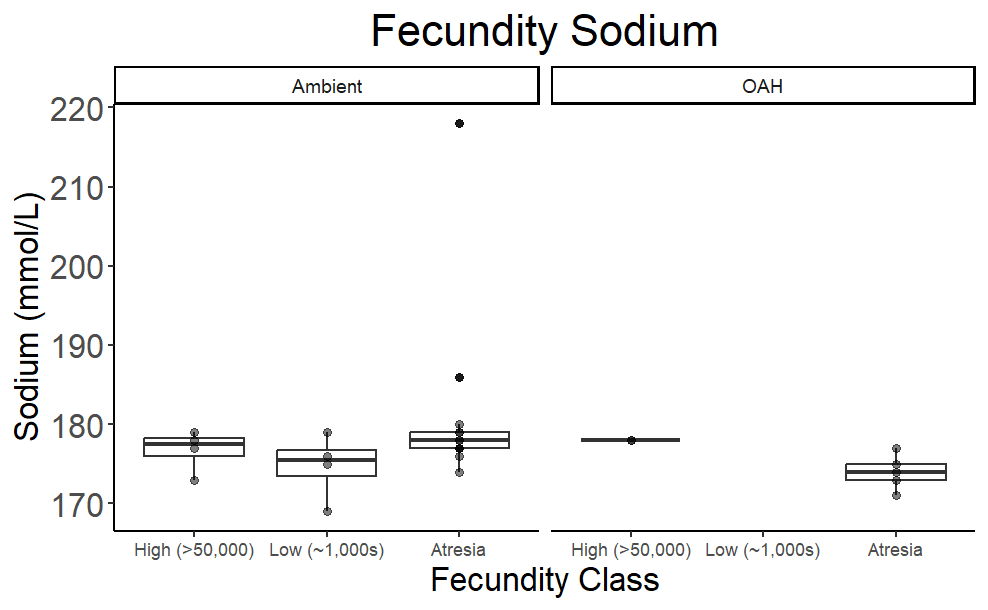 Fecundity Sodium
Ambient OAH
Sodium (mmol/L)
220
210
200
190
180
170
High (>50,000) Low (~1,000s) Atresia High (>50,000) Low (~1,000s) Atresia
Fecundity Class